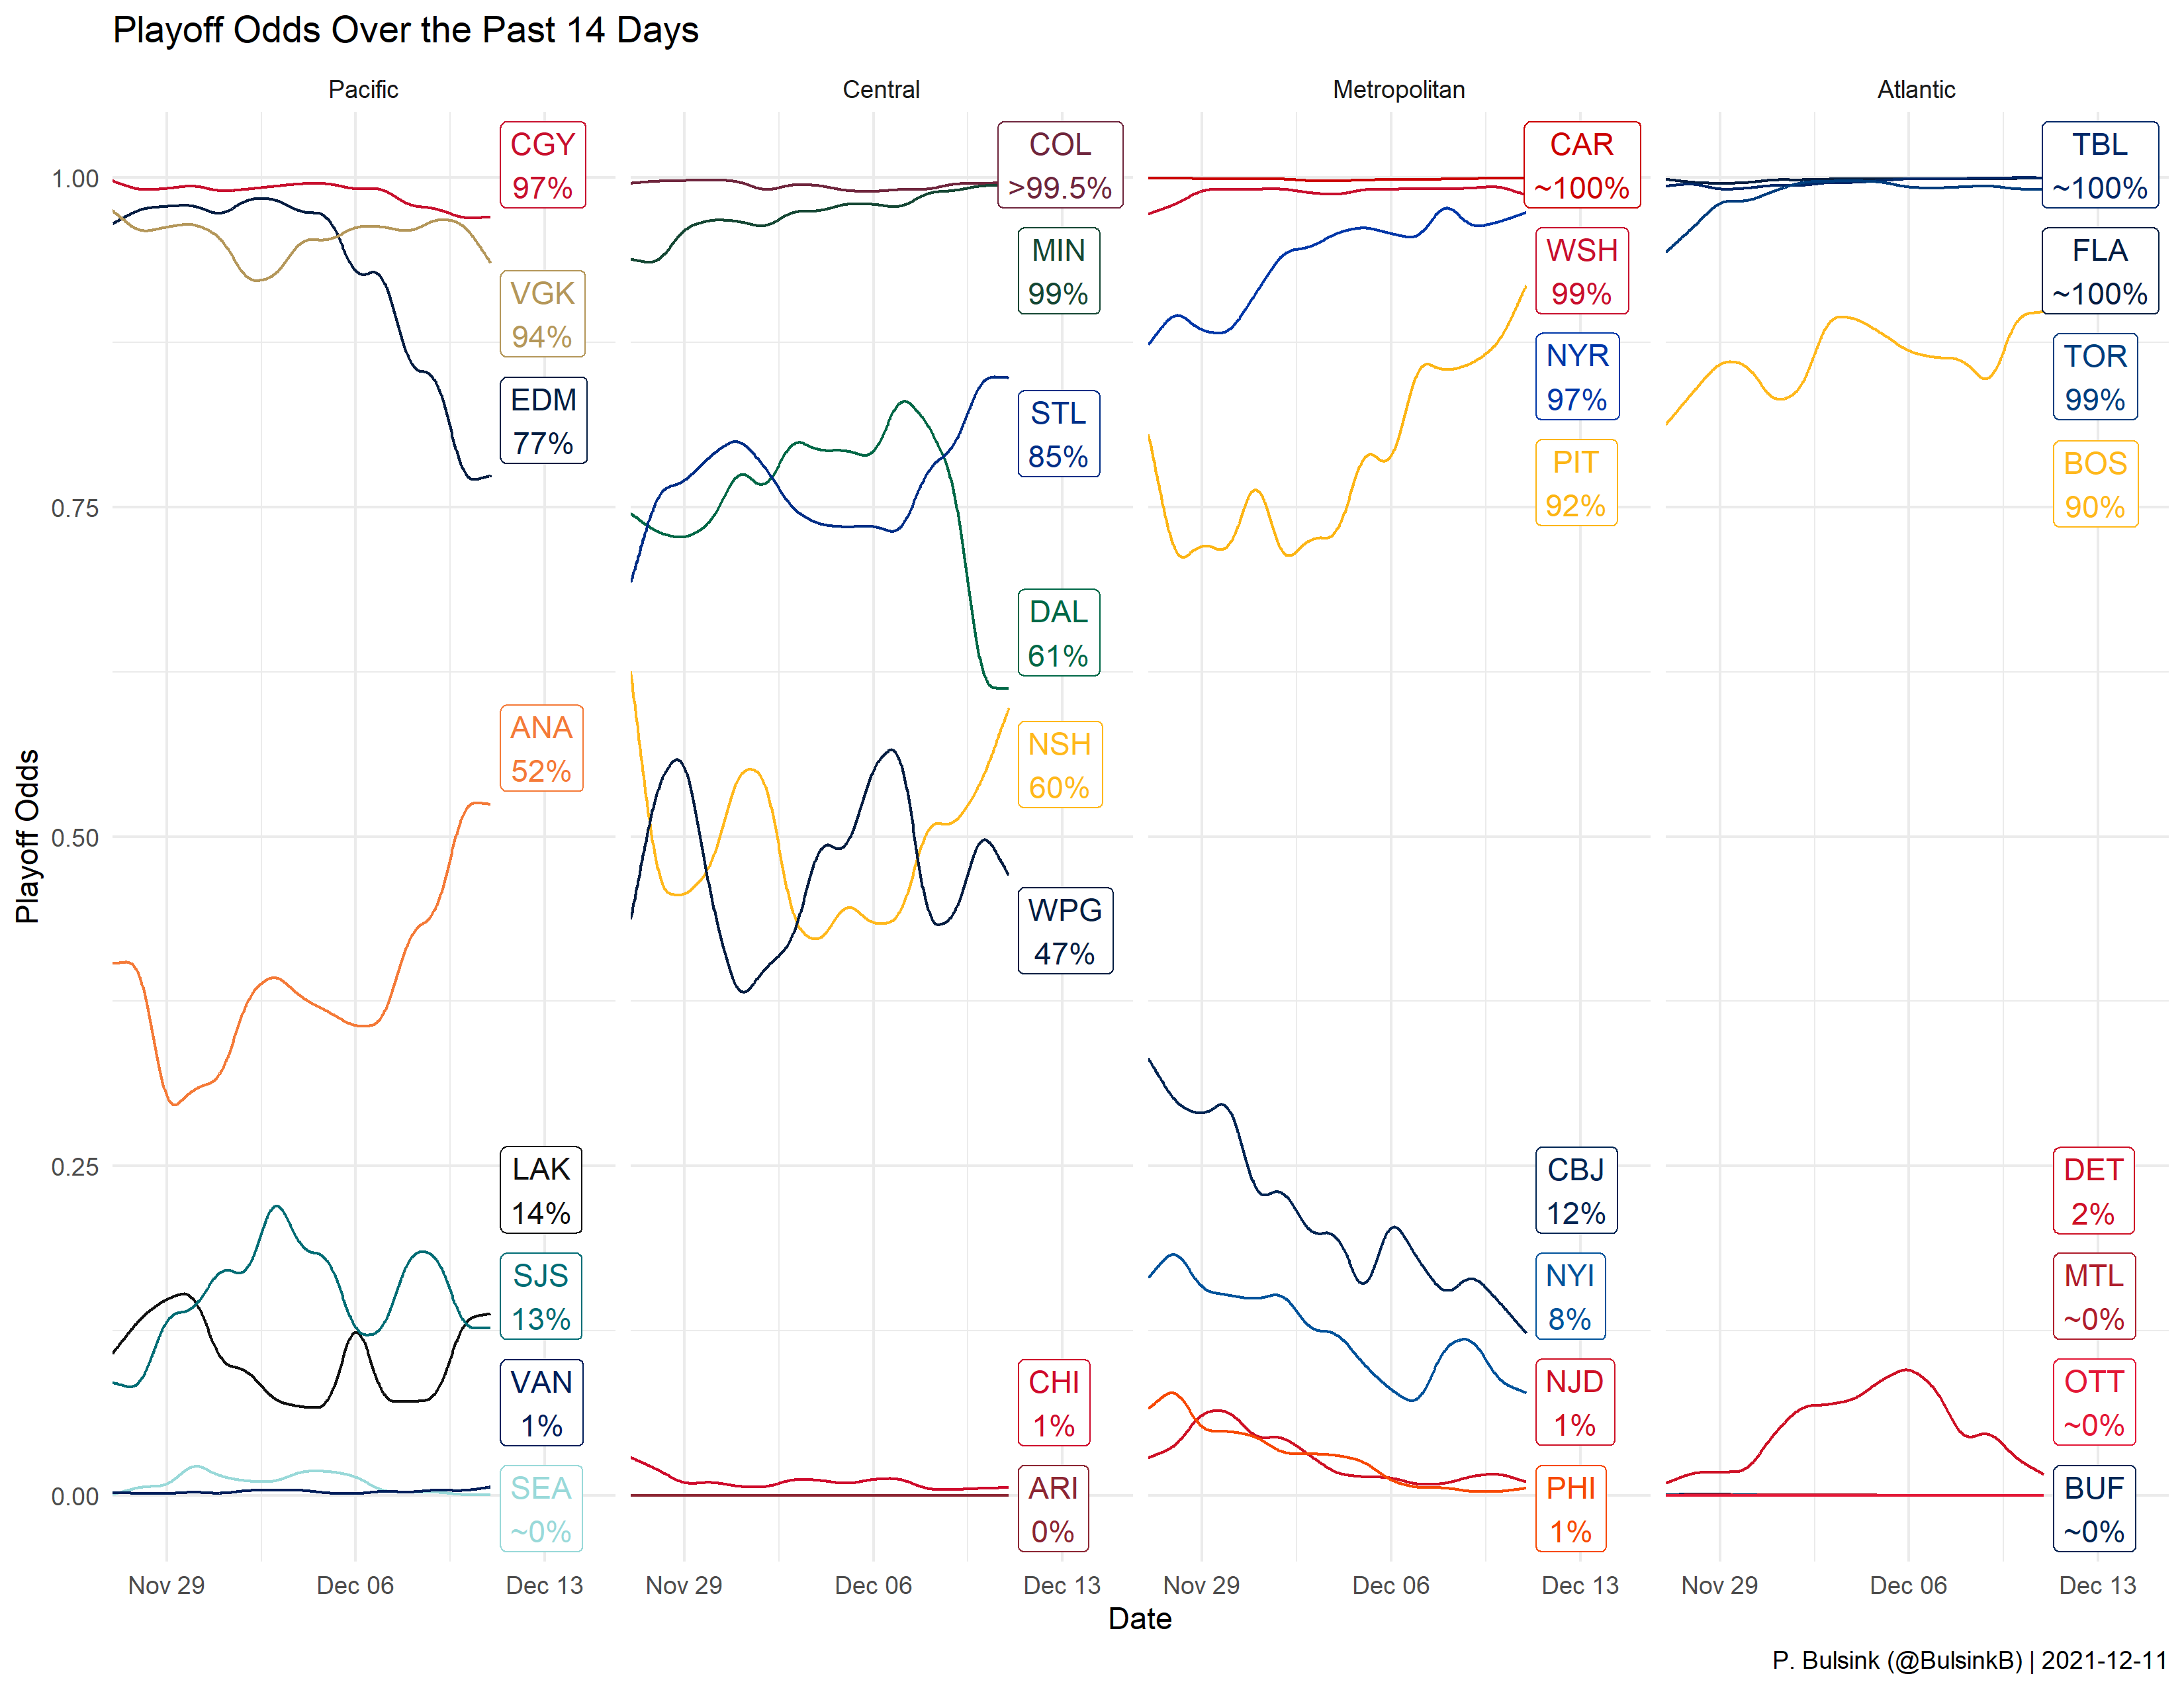 Playoff Odds Over the Past 14 Days
Pacific
Central
Metropolitan
Atlantic
Playoff Odds
1.00
0.75
0.50
0.25
0.00
CGY
97%
VGK
94%
EDM
77%
ANA
52%
LAK
14%
SJS
13%
VAN
1%
SEA
~0%
COL
>99.5%
MIN
99%
STL
85%
DAL
61%
NSH
60%
WPG
47%
CHI
1%
ARI
0%
CAR
~100%
WSH
99%
NYR
97%
PIT
92%
CBJ
12%
NYI
8%
NJD
1%
PHI
1%
TBL
~100%
FLA
~100%
TOR
99%
BOS
90%
DET
2%
MTL
~0%
OTT
~0%
BUF
~0%
Nov 29
Dec 06
Dec 13
Nov 29
Dec 06
Dec 13
Nov 29
Dec 06
Dec 13
Nov 29
Dec 06
Dec 13
Date
P. Bulsink (@BulsinkB) | 2021-12-11